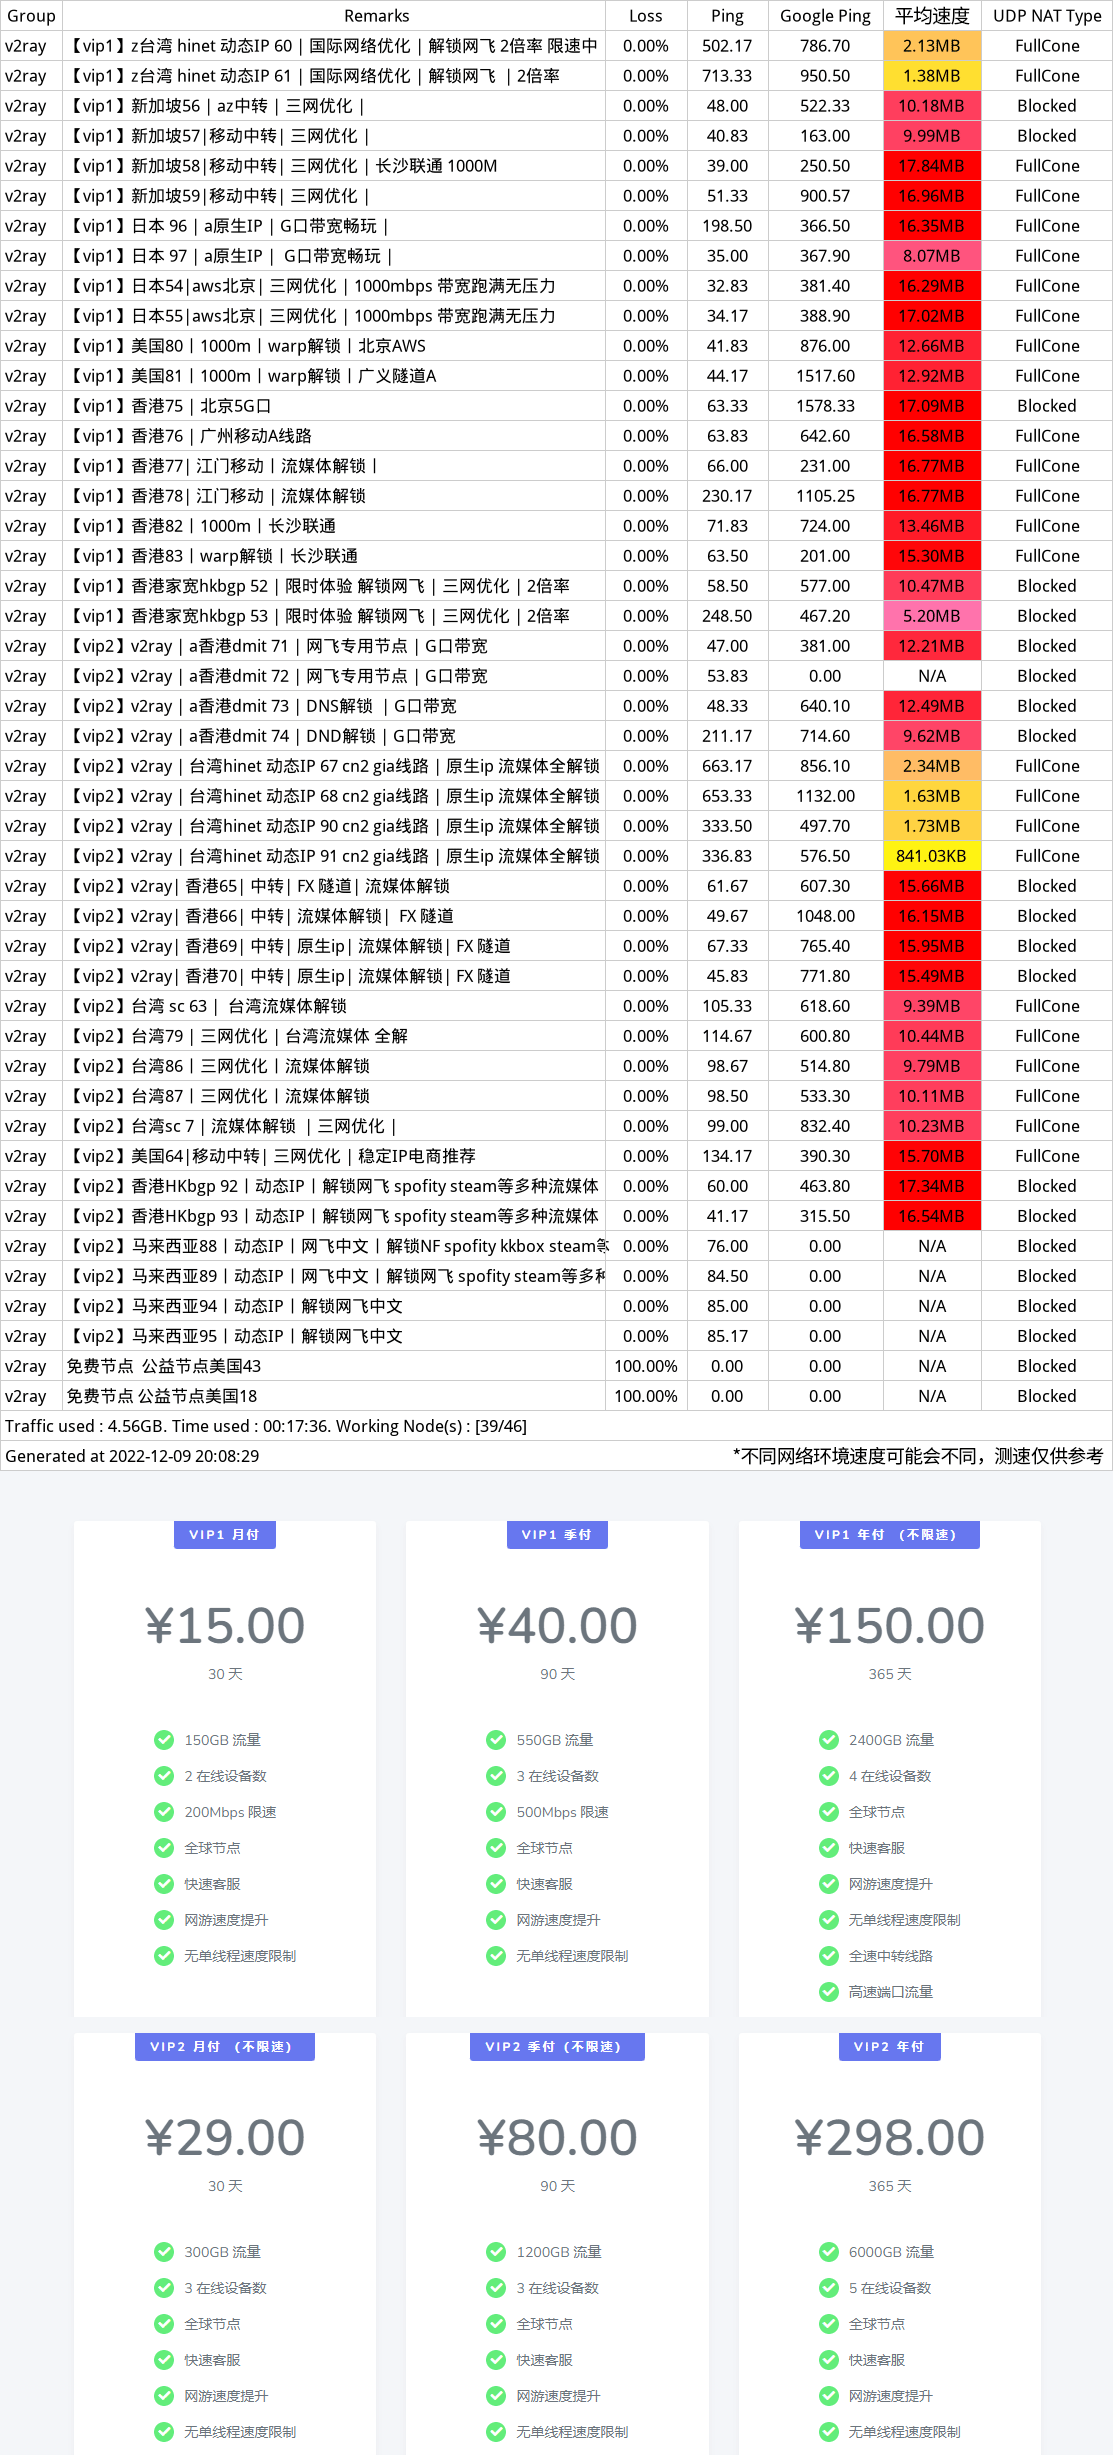 Group Remarks Loss Ping Google Ping 平均速度 UDP NAT Type
v2ray 【vip1】z台湾 hinet 动态IP 60 | 国际网络优化 | 解锁网飞 2倍率 限速中 0.00% 502.17 786.70 2.13MB FullCone
v2ray 【vip1】z台湾 hinet 动态IP 61 | 国际网络优化 | 解锁网飞 | 2倍率 0.00% 713.33 950.50 1.38MB FullCone
v2ray 【vip1】新加坡56 | az中转 | 三网优化 | 0.00% 48.00 522.33 10.18MB Blocked
v2ray 【vip1】新加坡57|移动中转| 三网优化 | 0.00% 40.83 163.00 9.99MB Blocked
v2ray 【vip1】新加坡58|移动中转| 三网优化 | 长沙联通 1000M 0.00% 39.00 250.50 17.84MB FullCone
v2ray 【vip1】新加坡59|移动中转| 三网优化 | 0.00% 51.33 900.57 16.96MB FullCone
v2ray 【vip1】日本 96 | a原生IP | G口带宽畅玩 | 0.00% 198.50 366.50 16.35MB FullCone
v2ray 【vip1】日本 97 | a原生IP | G口带宽畅玩 | 0.00% 35.00 367.90 8.07MB FullCone
v2ray 【vip1】日本54|aws北京| 三网优化 | 1000mbps 带宽跑满无压力 0.00% 32.83 381.40 16.29MB FullCone
v2ray 【vip1】日本55|aws北京| 三网优化 | 1000mbps 带宽跑满无压力 0.00% 34.17 388.90 17.02MB FullCone
v2ray 【vip1】美国80丨1000m丨warp解锁丨北京AWS 0.00% 41.83 876.00 12.66MB FullCone
v2ray 【vip1】美国81丨1000m丨warp解锁丨广义隧道A 0.00% 44.17 1517.60 12.92MB FullCone
v2ray 【vip1】香港75 | 北京5G口 0.00% 63.33 1578.33 17.09MB Blocked
v2ray 【vip1】香港76 | 广州移动A线路 0.00% 63.83 642.60 16.58MB FullCone
v2ray 【vip1】香港77| 江门移动丨流媒体解锁丨 0.00% 66.00 231.00 16.77MB FullCone
v2ray 【vip1】香港78| 江门移动 | 流媒体解锁 0.00% 230.17 1105.25 16.77MB FullCone
v2ray 【vip1】香港82丨1000m丨长沙联通 0.00% 71.83 724.00 13.46MB FullCone
v2ray 【vip1】香港83丨warp解锁丨长沙联通 0.00% 63.50 201.00 15.30MB FullCone
v2ray 【vip1】香港家宽hkbgp 52 | 限时体验 解锁网飞 | 三网优化 | 2倍率 0.00% 58.50 577.00 10.47MB Blocked
v2ray 【vip1】香港家宽hkbgp 53 | 限时体验 解锁网飞 | 三网优化 | 2倍率 0.00% 248.50 467.20 5.20MB Blocked
v2ray 【vip2】v2ray | a香港dmit 71 | 网飞专用节点 | G口带宽 0.00% 47.00 381.00 12.21MB Blocked
v2ray 【vip2】v2ray | a香港dmit 72 | 网飞专用节点 | G口带宽 0.00% 53.83 0.00 N/A Blocked
v2ray 【vip2】v2ray | a香港dmit 73 | DNS解锁 | G口带宽 0.00% 48.33 640.10 12.49MB Blocked
v2ray 【vip2】v2ray | a香港dmit 74 | DND解锁 | G口带宽 0.00% 211.17 714.60 9.62MB Blocked
v2ray 【vip2】v2ray | 台湾hinet 动态IP 67 cn2 gia线路 | 原生ip 流媒体全解锁 0.00% 663.17 856.10 2.34MB FullCone
v2ray 【vip2】v2ray | 台湾hinet 动态IP 68 cn2 gia线路 | 原生ip 流媒体全解锁 0.00% 653.33 1132.00 1.63MB FullCone
v2ray 【vip2】v2ray | 台湾hinet 动态IP 90 cn2 gia线路 | 原生ip 流媒体全解锁 0.00% 333.50 497.70 1.73MB FullCone
v2ray 【vip2】v2ray | 台湾hinet 动态IP 91 cn2 gia线路 | 原生ip 流媒体全解锁 0.00% 336.83 576.50 841.03KB FullCone
v2ray 【vip2】v2ray| 香港65| 中转| FX 隧道| 流媒体解锁 0.00% 61.67 607.30 15.66MB Blocked
v2ray 【vip2】v2ray| 香港66| 中转| 流媒体解锁| FX 隧道 0.00% 49.67 1048.00 16.15MB Blocked
v2ray 【vip2】v2ray| 香港69| 中转| 原生ip| 流媒体解锁| FX 隧道 0.00% 67.33 765.40 15.95MB Blocked
v2ray 【vip2】v2ray| 香港70| 中转| 原生ip| 流媒体解锁| FX 隧道 0.00% 45.83 771.80 15.49MB Blocked
v2ray 【vip2】台湾 sc 63 | 台湾流媒体解锁 0.00% 105.33 618.60 9.39MB FullCone
v2ray 【vip2】台湾79 | 三网优化 | 台湾流媒体 全解 0.00% 114.67 600.80 10.44MB FullCone
v2ray 【vip2】台湾86丨三网优化丨流媒体解锁 0.00% 98.67 514.80 9.79MB FullCone
v2ray 【vip2】台湾87丨三网优化丨流媒体解锁 0.00% 98.50 533.30 10.11MB FullCone
v2ray 【vip2】台湾sc 7 | 流媒体解锁 | 三网优化 | 0.00% 99.00 832.40 10.23MB FullCone
v2ray 【vip2】美国64|移动中转| 三网优化 | 稳定IP电商推荐 0.00% 134.17 390.30 15.70MB FullCone
v2ray 【vip2】香港HKbgp 92丨动态IP丨解锁网飞 spofity steam等多种流媒体 0.00% 60.00 463.80 17.34MB Blocked
v2ray 【vip2】香港HKbgp 93丨动态IP丨解锁网飞 spofity steam等多种流媒体 0.00% 41.17 315.50 16.54MB Blocked
v2ray 【vip2】马来西亚88丨动态IP丨网飞中文丨解锁NF spofity kkbox steam等 0.00% 76.00 0.00 N/A Blocked
v2ray 【vip2】马来西亚89丨动态IP丨网飞中文丨解锁网飞 spofity steam等多种 0.00% 84.50 0.00 N/A Blocked
v2ray 【vip2】马来西亚94丨动态IP丨解锁网飞中文 0.00% 85.00 0.00 N/A Blocked
v2ray 【vip2】马来西亚95丨动态IP丨解锁网飞中文 0.00% 85.17 0.00 N/A Blocked
v2ray 免费节点 公益节点美国43 100.00% 0.00 0.00 N/A Blocked
v2ray 免费节点 公益节点美国18 100.00% 0.00 0.00 N/A Blocked
Traffic used : 4.56GB. Time used : 00:17:36. Working Node(s) : [39/46]
Generated at 2022-12-09 20:08:29 *不同网络环境速度可能会不同，测速仅供参考
VIP1 月付
¥15.00
30 天
150GB 流量
2 在线设备数
200Mbps 限速
全球节点
快速客服
网游速度提升
无单线程速度限制
VIP1 季付
¥40.00
90 天
550GB 流量
3 在线设备数
500Mbps 限速
全球节点
快速客服
网游速度提升
无单线程速度限制
VIP1 年付 (不限速)
¥150.00
365 天
2400GB 流量
4 在线设备数
全球节点
快速客服
网游速度提升
无单线程速度限制
全速中转线路
高速端口流量
VIP2 月付 (不限速)
¥29.00
30 天
300GB 流量
3 在线设备数
全球节点
快速客服
网游速度提升
无单线程速度限制
VIP2 季付 (不限速)
¥80.00
90 天
1200GB 流量
3 在线设备数
全球节点
快速客服
网游速度提升
无单线程速度限制
VIP2 年付
¥298.00
365 天
6000GB 流量
5 在线设备数
全球节点
快速客服
网游速度提升
无单线程速度限制